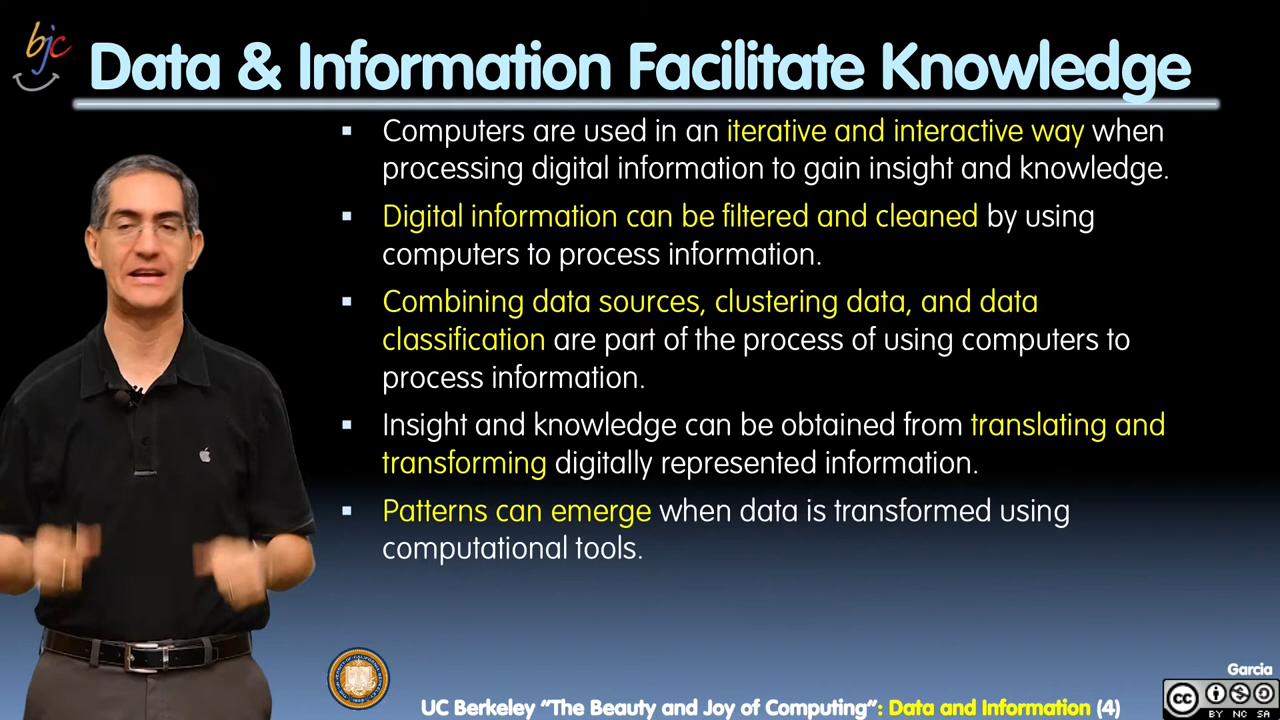 bjc
Data & Information Facilitate Knowledge
▪ Computers are used in an iterative and interactive way when
processing digital information to gain insight and knowledge.
▪ Digital information can be filtered and cleaned by using
computers to process information.
▪ Combining data sources, clustering data, and data
classification are part of the process of using computers to
process information.
▪ Insight and knowledge can be obtained from translating and
transforming digitally represented information.
▪ Patterns can emerge when data is transformed using
computational tools.
Garcia
UC Berkeley “The Beauty and Joy of Computing”: Data and Information (4)
cc
BY NC SA